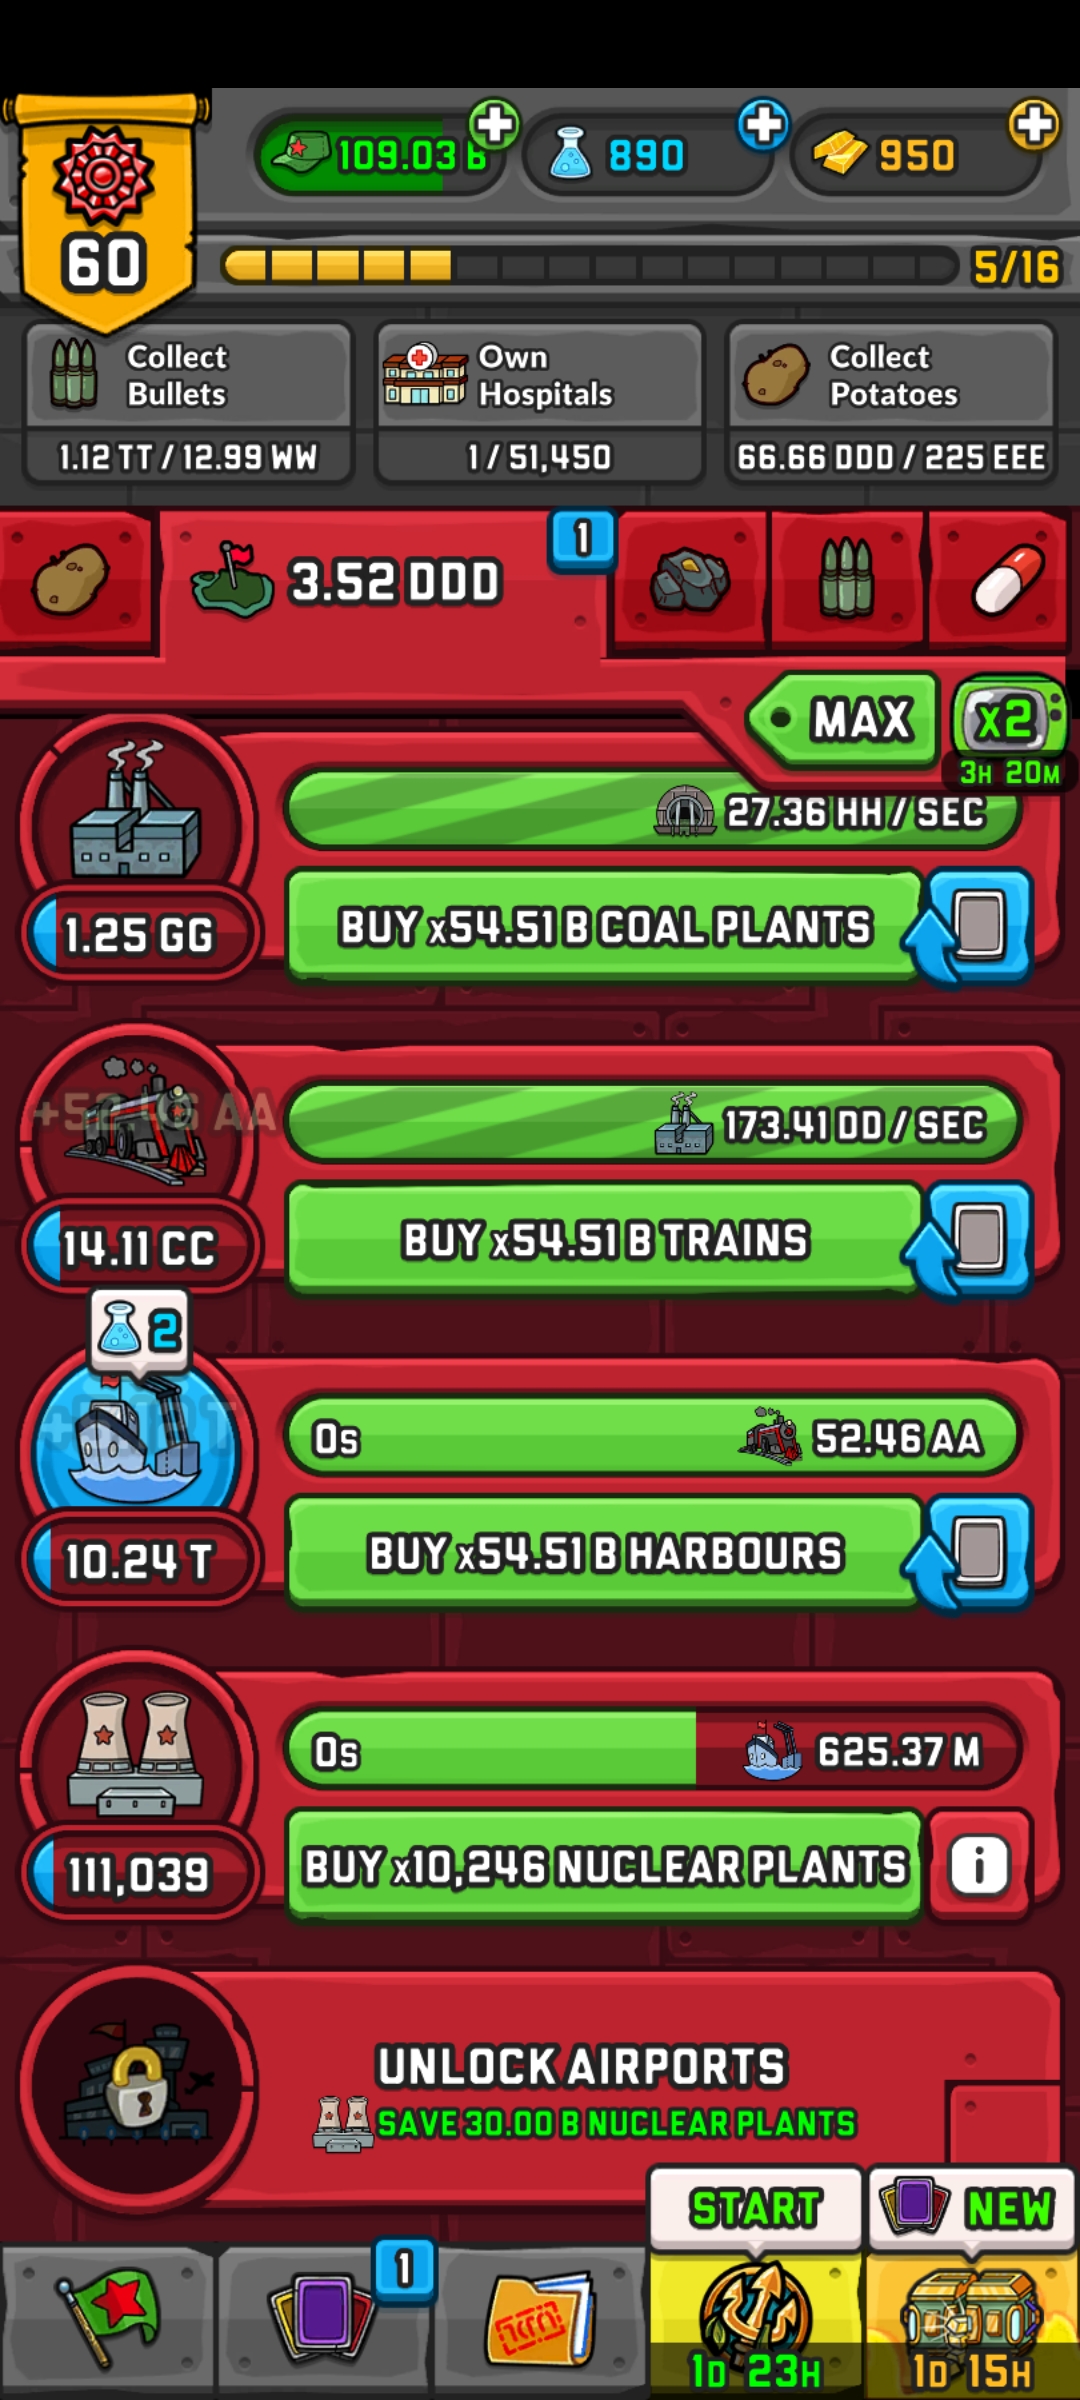 109.03 B
890
950
60
5/16
Collect
Bullets
1.12 TT / 12.99 WW
Own
Hospitals
1 / 51,450
Collect
Potatoes
66.66 DDD / 225 EEE
3.52 DDD
1
MAX
x2
3H 20M
27.36 HH / SEC
1.25 GG
BUY x54.51 B COAL PLANTS
+52.46 AA
173.41 DD / SEC
14.11 CC
BUY x54.51 B TRAINS
2
0s
52.46 AA
10.24 T
BUY x54.51 B HARBOURS
0s
625.37 M
111,039
BUY x10,246 NUCLEAR PLANTS
i
UNLOCK AIRPORTS
SAVE 30.00 B NUCLEAR PLANTS
START
NEW
1
1D 23H
1D 15H